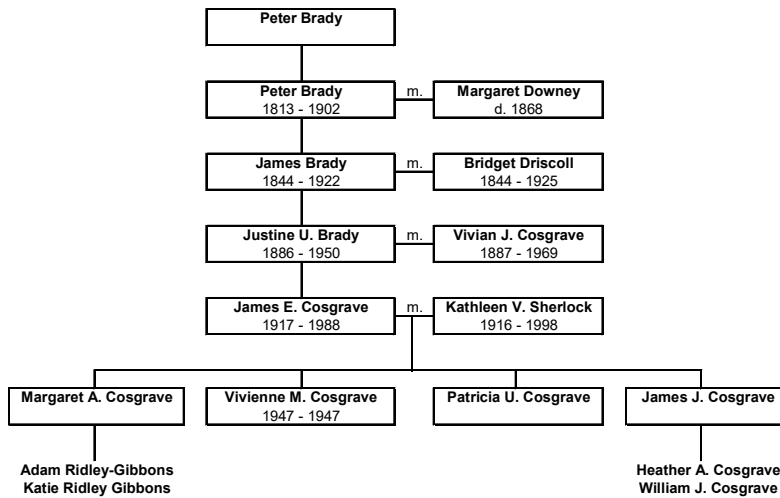 Peter Brady
Peter Brady
1813 - 1902
m.
Margaret Downey
d. 1868
James Brady
1844 - 1922
m.
Bridget Driscoll
1844 - 1925
Justine U. Brady
1886 - 1950
m.
Vivian J. Cosgrave
1887 - 1969
James E. Cosgrave
1917 - 1988
m.
Kathleen V. Sherlock
1916 - 1998
Margaret A. Cosgrave
Vivienne M. Cosgrave
1947 - 1947
Patricia U. Cosgrave
James J. Cosgrave
Adam Ridley-Gibbons
Katie Ridley Gibbons
Heather A. Cosgrave
William J. Cosgrave